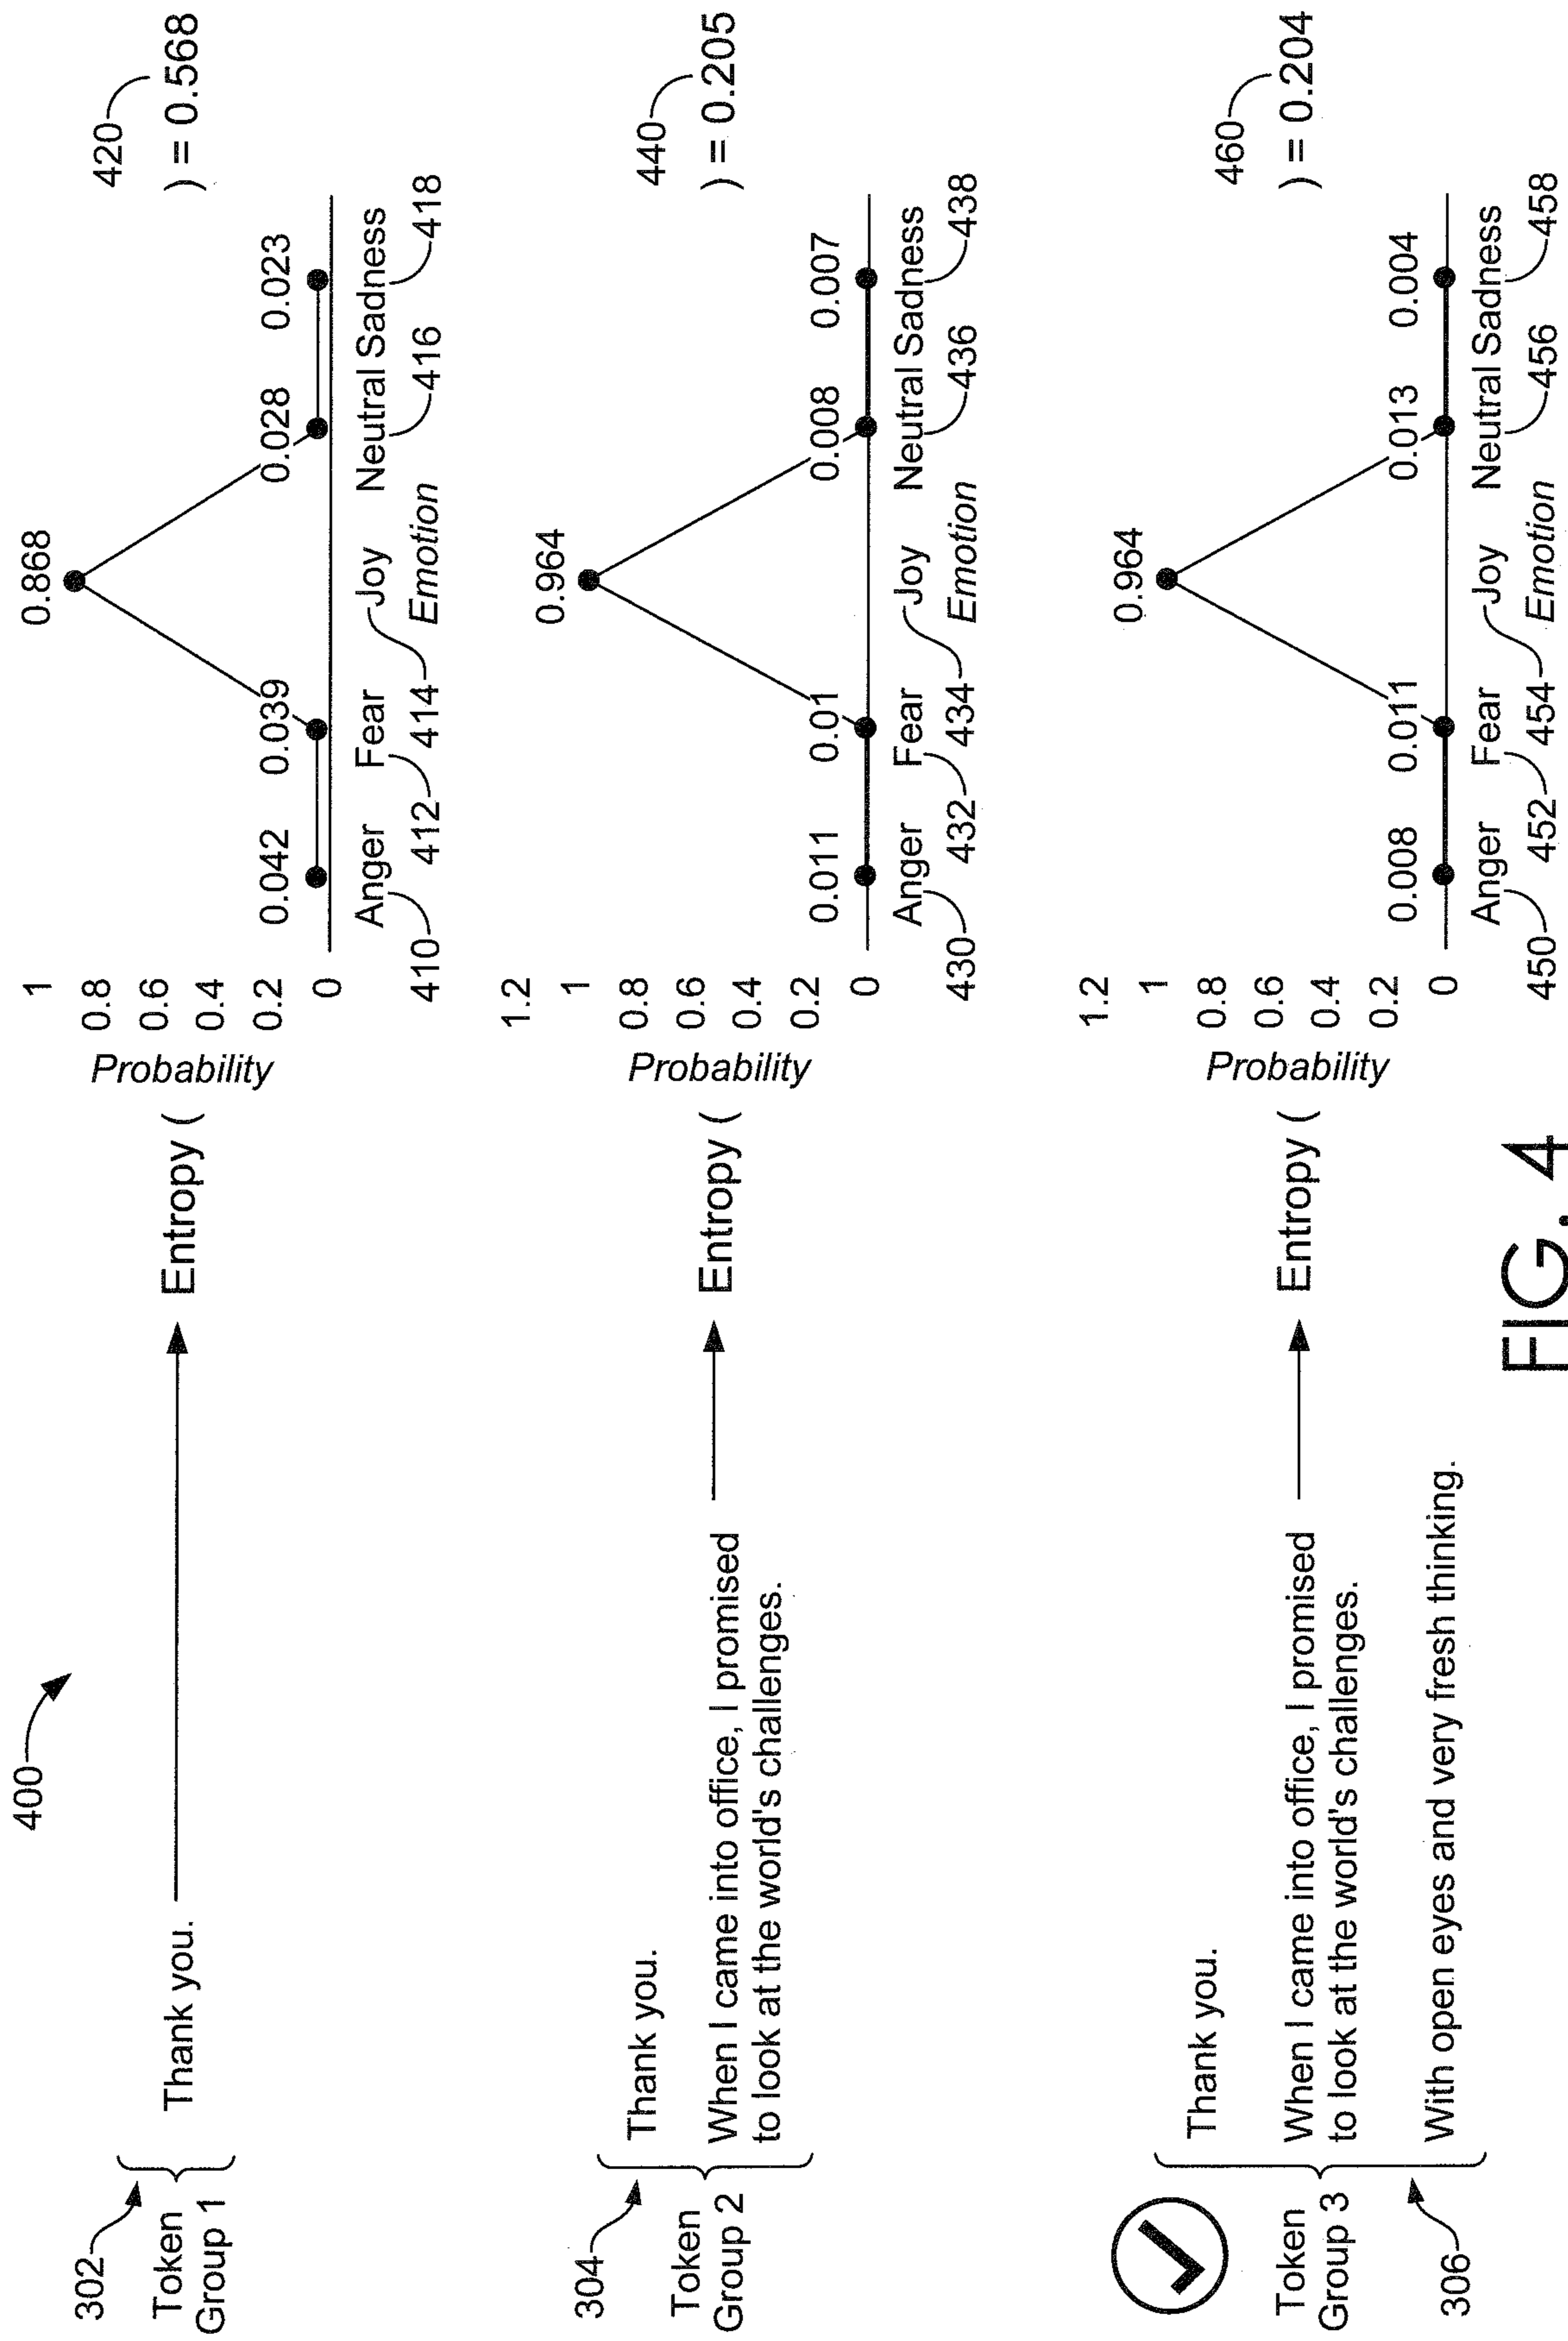 400
302
Token
Group 1
Thank you.
Entropy (
Probability
1
0.8
0.6
0.4
0.2
0
0.042
0.039
0.868
0.028
0.023
Anger
Fear
Joy
Neutral
Sadness
410
412
414
416
418
Emotion
420
) = 0.568
304
Token
Group 2
Thank you.
When I came into office, I promised
to look at the world's challenges.
Entropy (
Probability
1.2
1
0.8
0.6
0.4
0.2
0
0.011
0.01
0.964
0.008
0.007
Anger
Fear
Joy
Neutral
Sadness
430
432
434
436
438
Emotion
440
) = 0.205
Token
Group 3
306
Thank you.
When I came into office, I promised
to look at the world's challenges.
With open eyes and very fresh thinking.
Entropy (
Probability
1.2
1
0.8
0.6
0.4
0.2
0
0.008
0.011
0.964
0.013
0.004
Anger
Fear
Joy
Neutral
Sadness
450
452
454
456
458
Emotion
460
) = 0.204
FIG. 4